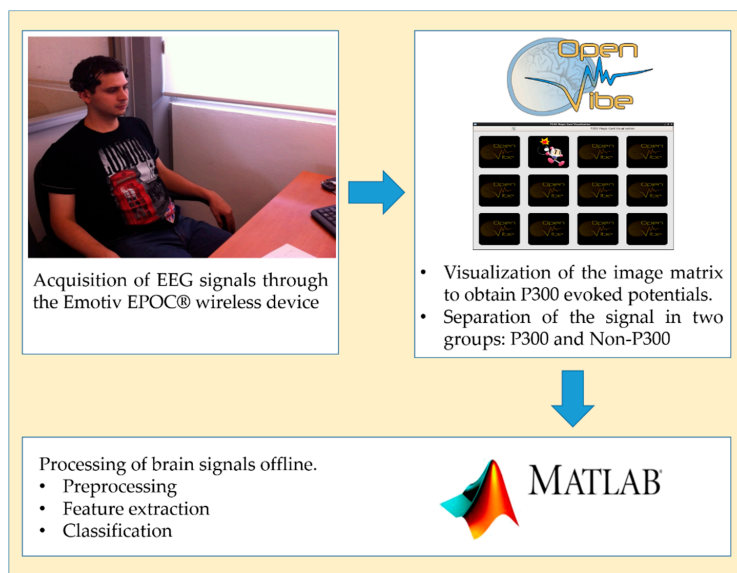 Acquisition of EEG signals through
the Emotiv EPOC® wireless device
Open
Vibe
• Visualization of the image matrix
to obtain P300 evoked potentials.
• Separation of the signal in two
groups: P300 and Non-P300
Processing of brain signals offline.
• Preprocessing
• Feature extraction
• Classification
MATLAB®